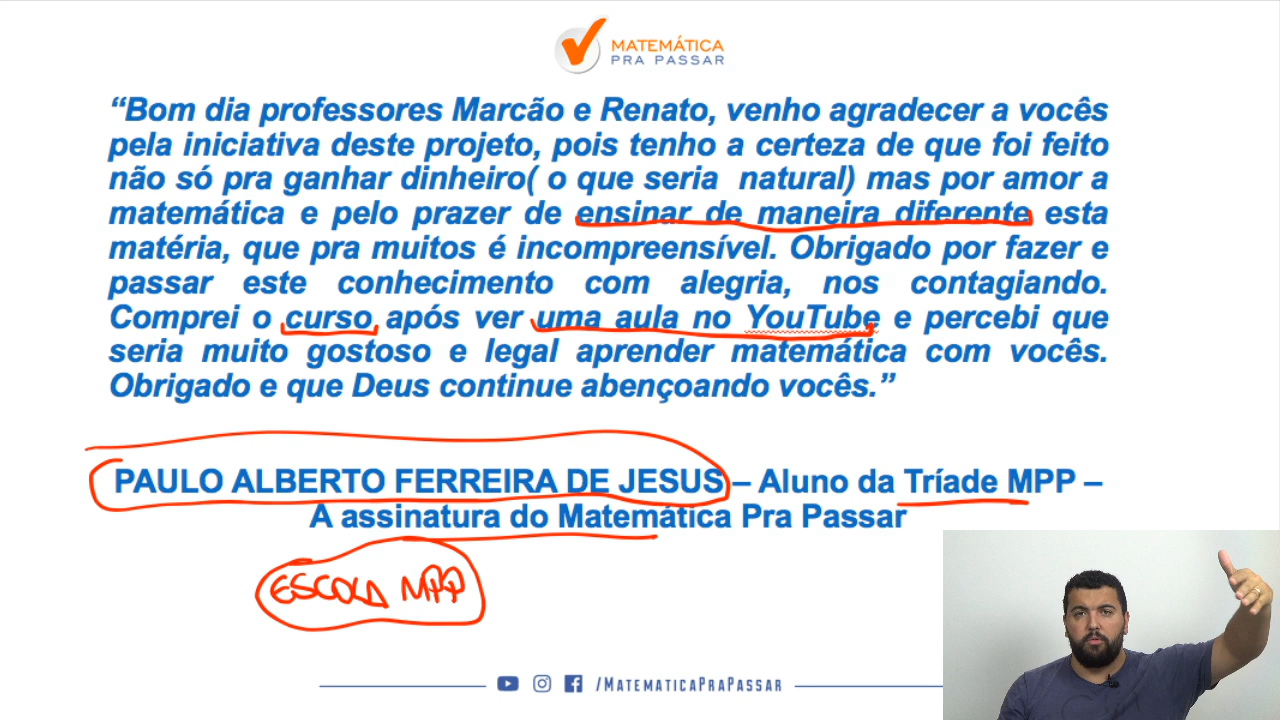 MATEMÁTICA
PRA PASSAR
“Bom dia professores Marcão e Renato, venho agradecer a vocês
pela iniciativa deste projeto, pois tenho a certeza de que foi feito
não só pra ganhar dinheiro( o que seria natural) mas por amor a
matemática e pelo prazer de ensinar de maneira diferente esta
matéria, que pra muitos é incompreensível. Obrigado por fazer e
passar este conhecimento com alegria, nos contagiando.
Comprei o curso após ver uma aula no YouTube e percebi que
seria muito gostoso e legal aprender matemática com vocês.
Obrigado e que Deus continue abençoando vocês.”
PAULO ALBERTO FERREIRA DE JESUS – Aluno da Tríade MPP –
A assinatura do Matemática Pra Passar
ESCOLA MPP
/MATEMATICAPRAPASSAR